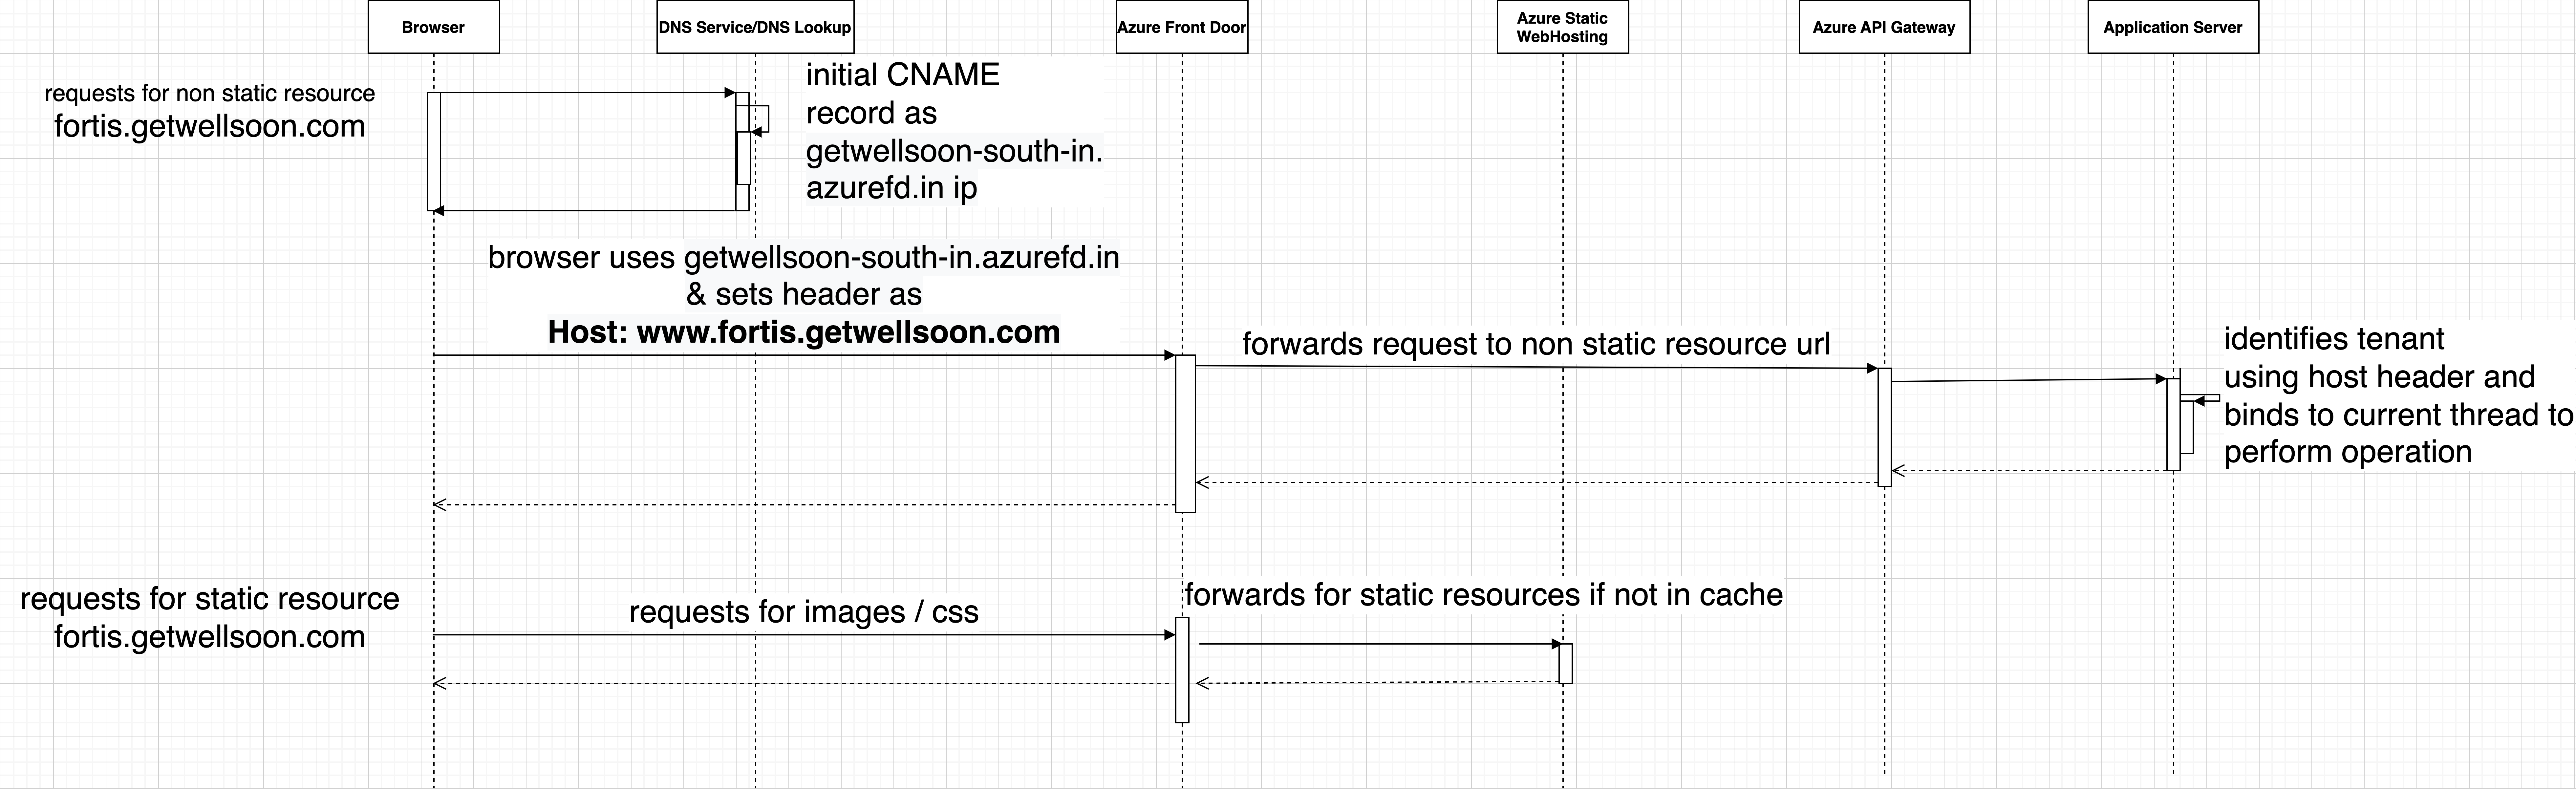 Browser
DNS Service/DNS Lookup
Azure Front Door
Azure Static
WebHosting
Azure API Gateway
Application Server
requests for non static resource
fortis.getwellsoon.com
initial CNAME
record as
getwellsoon-south-in.
azurefd.in ip
browser uses getwellsoon-south-in.azurefd.in
& sets header as
Host: www.fortis.getwellsoon.com
forwards request to non static resource url
identifies tenant
using host header and
binds to current thread to
perform operation
requests for static resource
fortis.getwellsoon.com
requests for images / css
forwards for static resources if not in cache